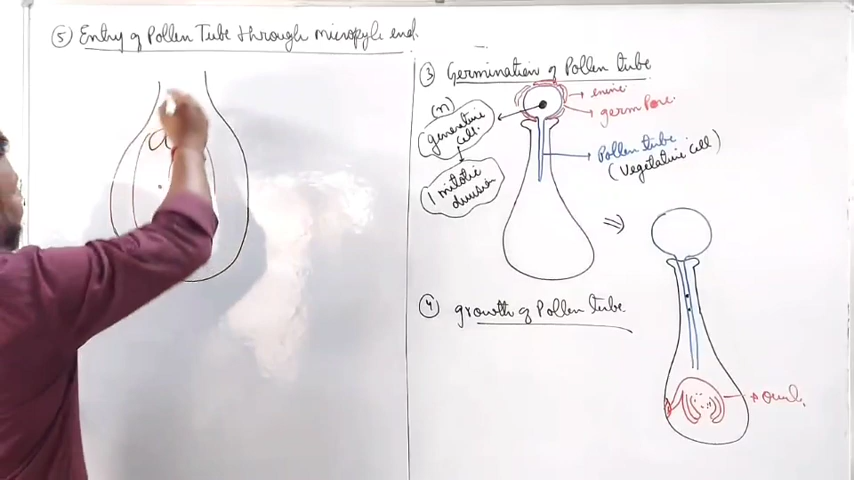 ⑤ Entry of Pollen Tube through micropyle end.
③ Germination of Pollen tube
exine.
germ Pore.
(n)
generative
cell.
Pollen tube.
(Vegetative cell)
1 mitotic
division
④ growth of Pollen tube